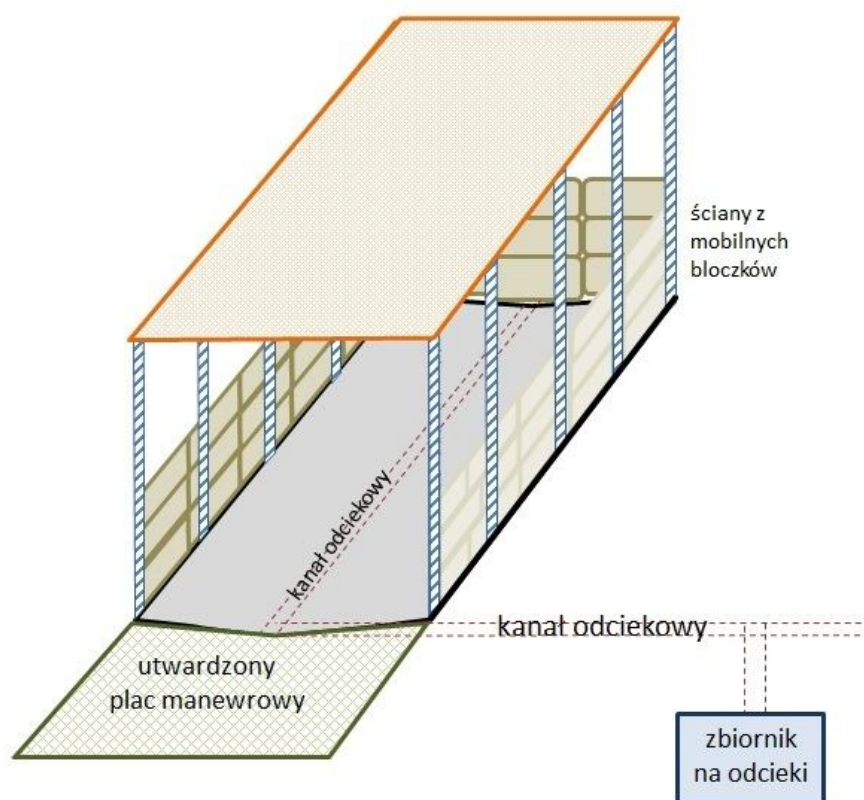 ściany z
mobilnych
bloczków
kanał odciekowy
kanał odciekowy
utwardzony
plac manewrowy
zbiornik
na odcieki